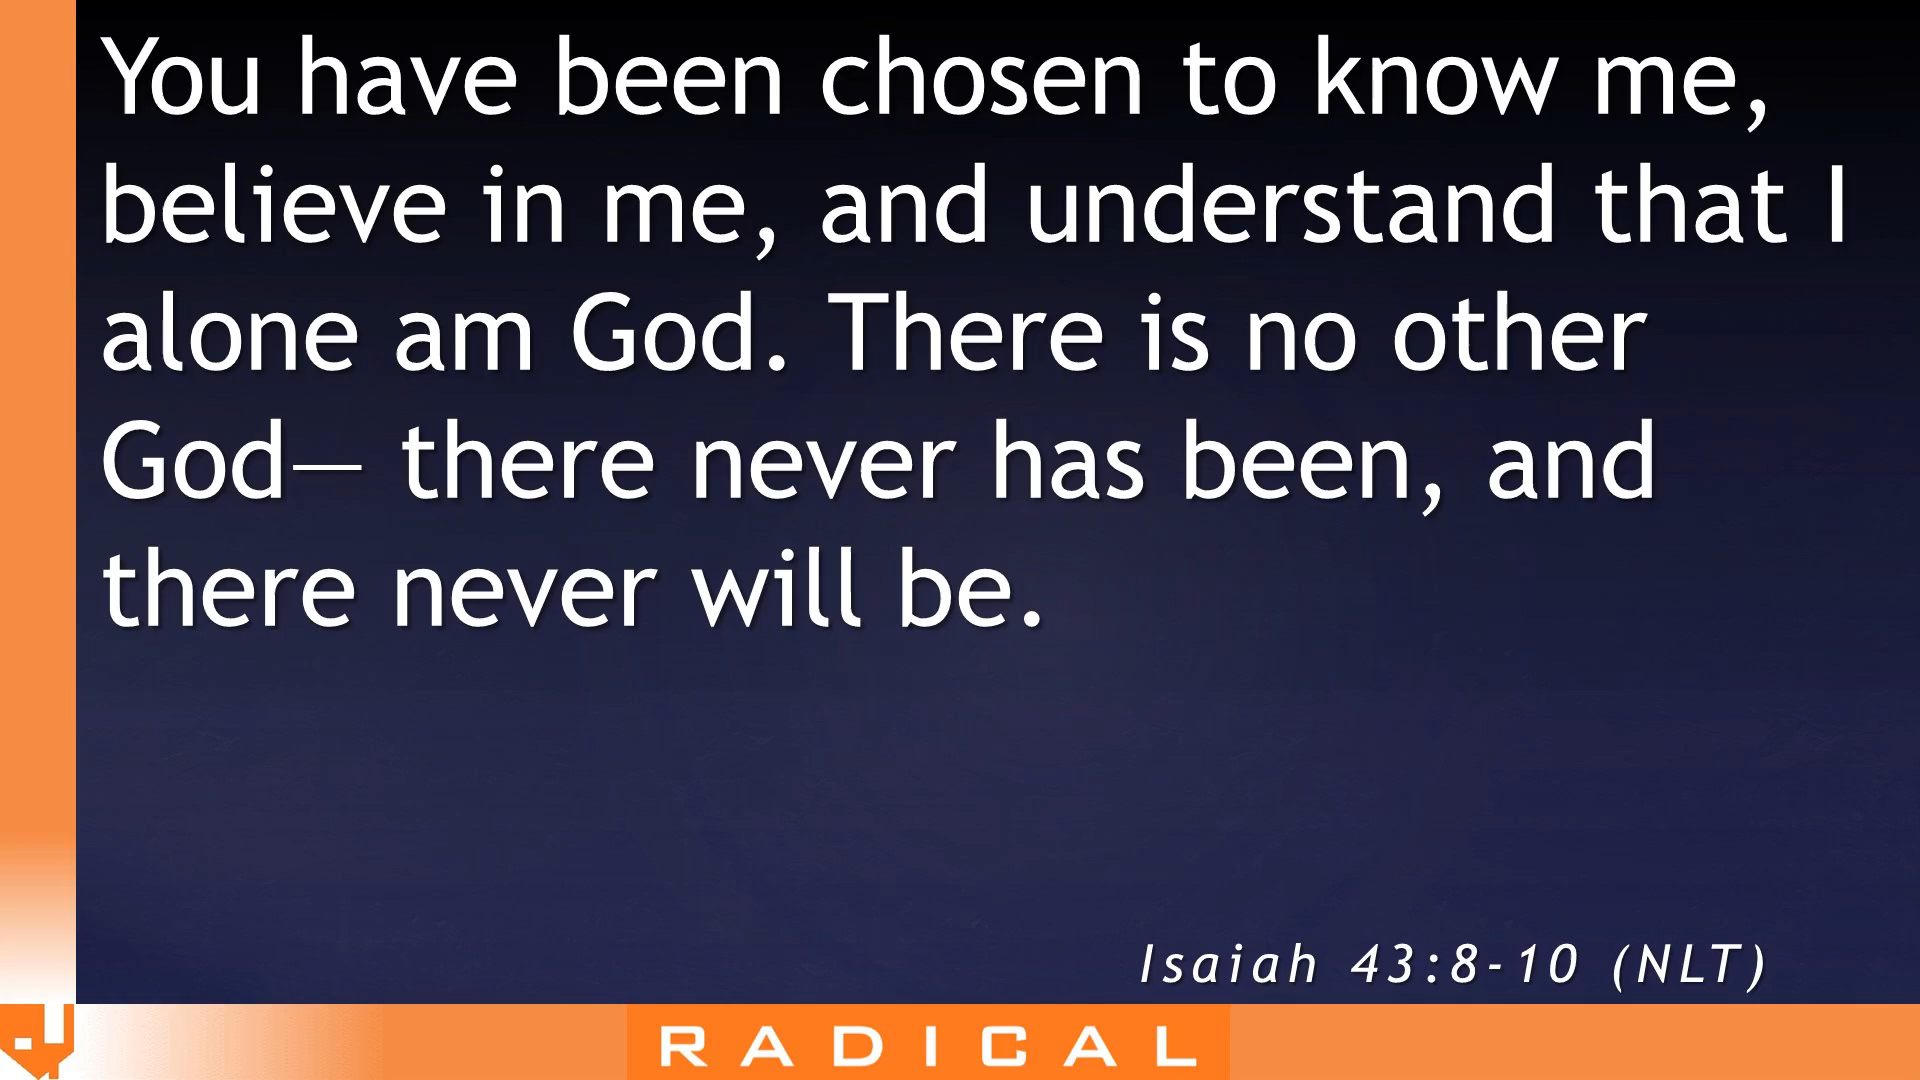 You have been chosen to know me,
believe in me, and understand that I
alone am God. There is no other
God— there never has been, and
there never will be.
Isaiah 43:8-10 (NLT)
RADICAL